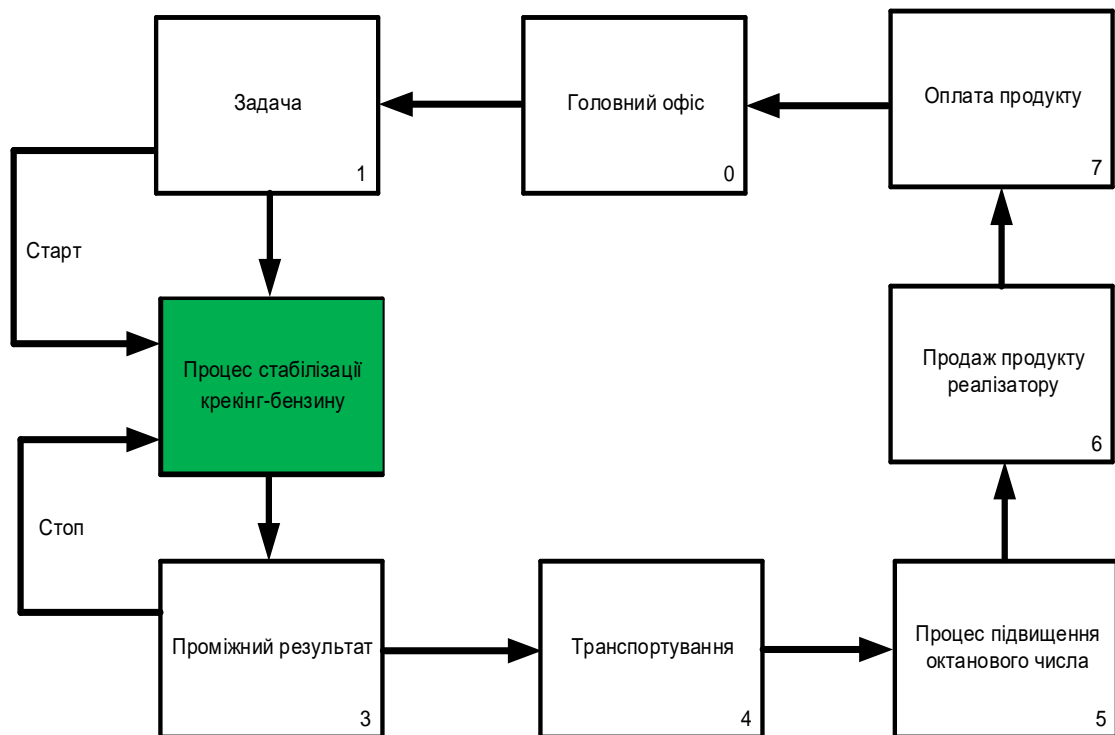 Задача
1
Головний офіс
0
Оплата продукту
7
Старт
Процес стабілізації
крекінг-бензину
Продаж продукту
реалізатору
6
Стоп
Проміжний результат
3
Транспортування
4
Процес підвищення
октанового числа
5